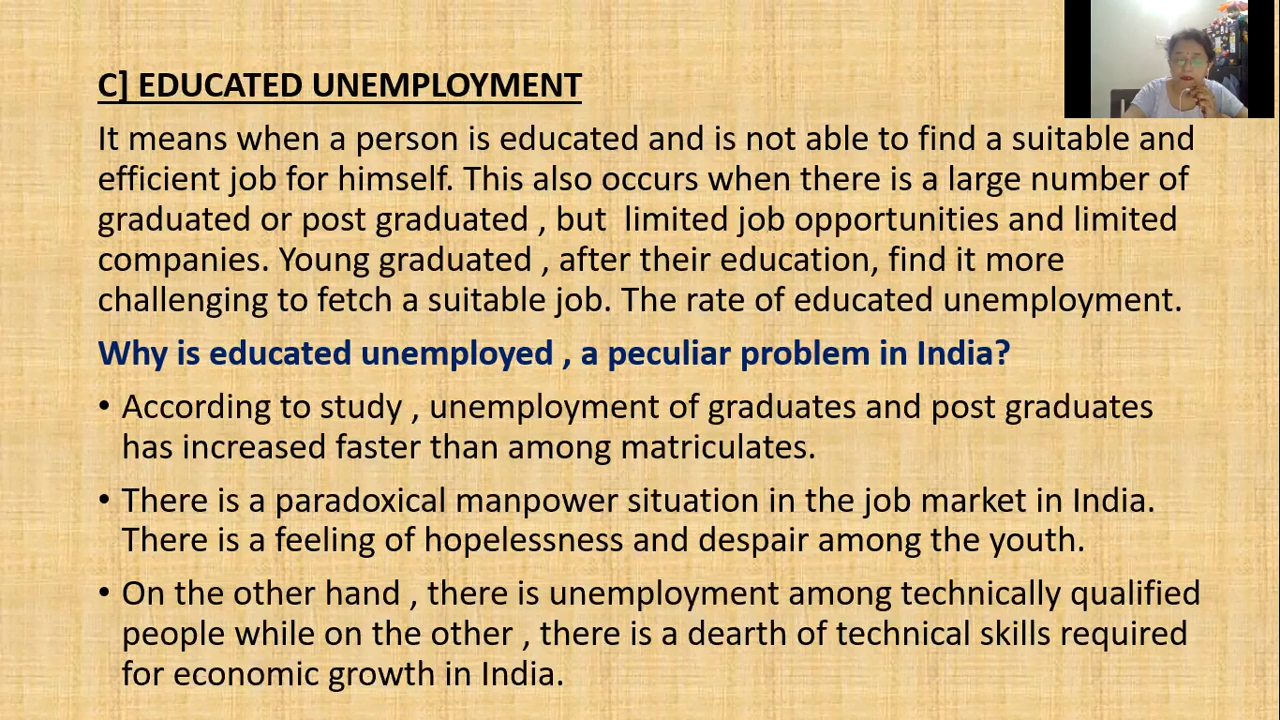 C] EDUCATED UNEMPLOYMENT
It means when a person is educated and is not able to find a suitable and
efficient job for himself. This also occurs when there is a large number of
graduated or post graduated , but  limited job opportunities and limited
companies. Young graduated , after their education, find it more
challenging to fetch a suitable job. The rate of educated unemployment.
Why is educated unemployed , a peculiar problem in India?
• According to study , unemployment of graduates and post graduates
has increased faster than among matriculates.
• There is a paradoxical manpower situation in the job market in India.
There is a feeling of hopelessness and despair among the youth.
• On the other hand , there is unemployment among technically qualified
people while on the other , there is a dearth of technical skills required
for economic growth in India.